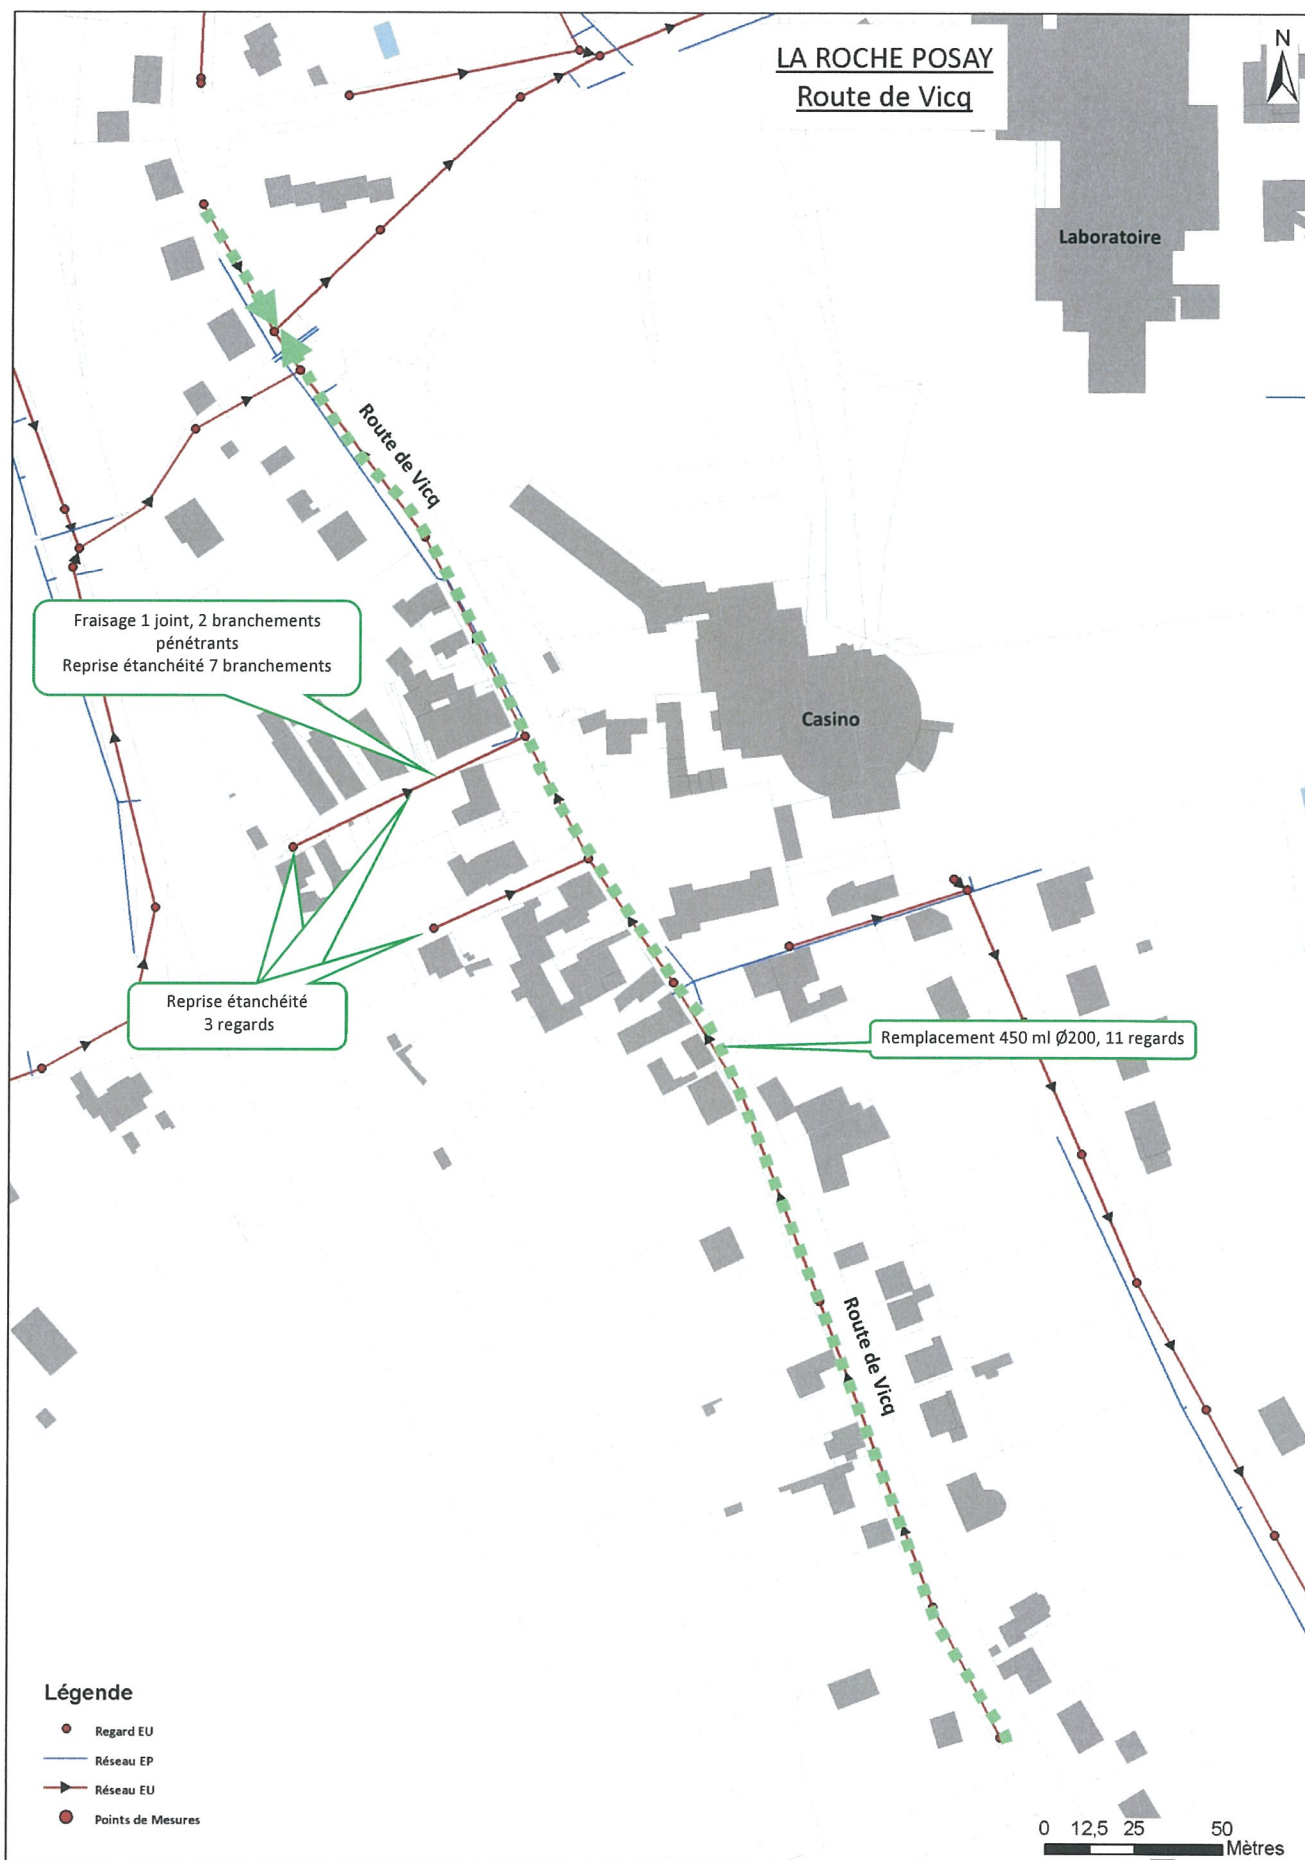 LA ROCHE POSAY
Route de Vicq
N
Laboratoire
Route de Vicq
Fraisage 1 joint, 2 branchements
pénétrants
Reprise étanchéité 7 branchements
Casino
Reprise étanchéité
3 regards
Remplacement 450 ml Ø200, 11 regards
Route de Vicq
Légende
Regard EU
Réseau EP
Réseau EU
Points de Mesures
0 12,5 25 50
Mètres